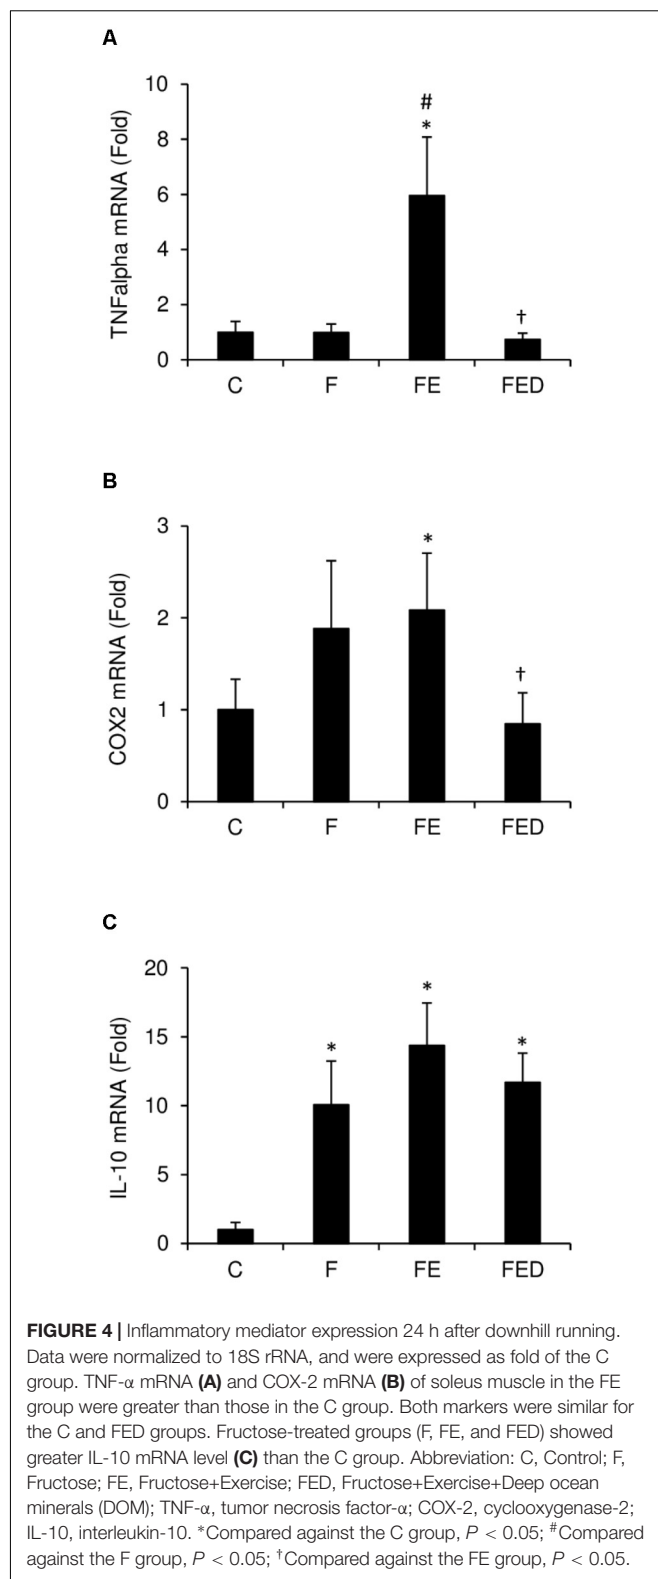 A
10
8
6
4
2
0
TNFalpha mRNA (Fold)
#
*
†
C F FE FED
B
3
2
1
0
COX2 mRNA (Fold)
*
†
C F FE FED
C
20
15
10
5
0
IL-10 mRNA (Fold)
*
*
*
C F FE FED
FIGURE 4 | Inflammatory mediator expression 24 h after downhill running.
Data were normalized to 18S rRNA, and were expressed as fold of the C
group. TNF-α mRNA (A) and COX-2 mRNA (B) of soleus muscle in the FE
group were greater than those in the C group. Both markers were similar for
the C and FED groups. Fructose-treated groups (F, FE, and FED) showed
greater IL-10 mRNA level (C) than the C group. Abbreviation: C, Control; F,
Fructose; FE, Fructose+Exercise; FED, Fructose+Exercise+Deep ocean
minerals (DOM); TNF-α, tumor necrosis factor-α; COX-2, cyclooxygenase-2;
IL-10, interleukin-10. *Compared against the C group, P < 0.05; #Compared
against the F group, P < 0.05; †Compared against the FE group, P < 0.05.